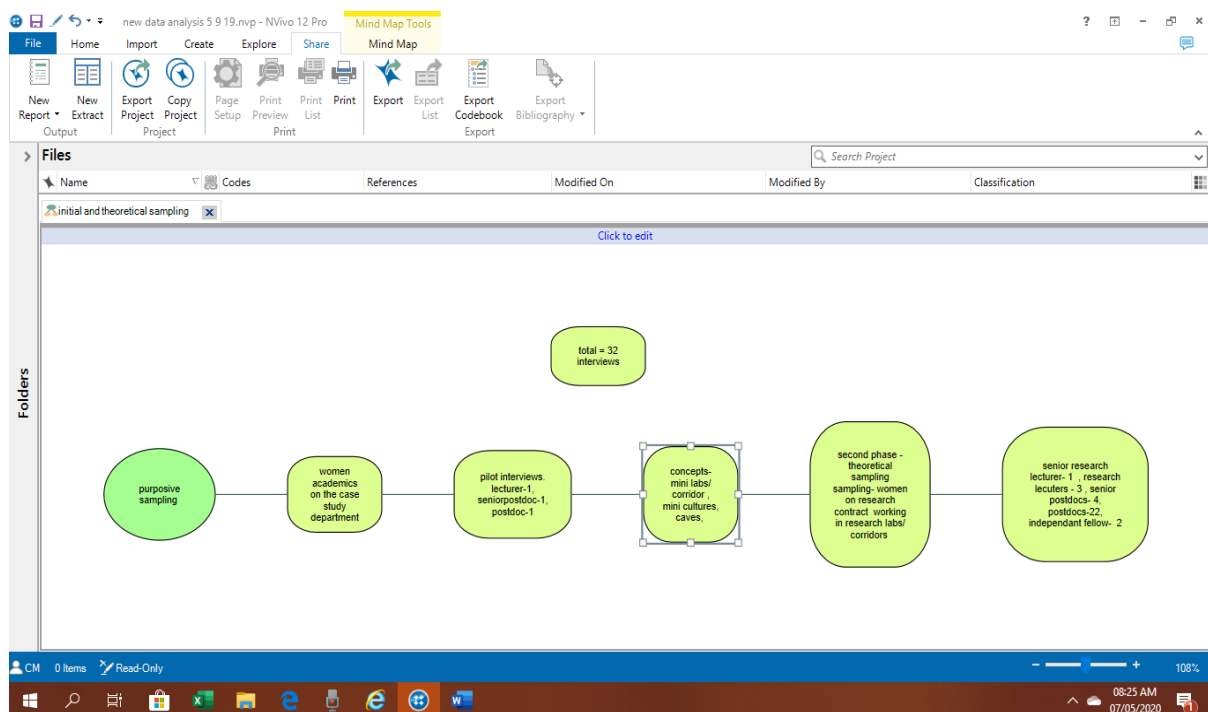 new data analysis 5 9 19.nvp - NVivo 12 Pro
Mind Map Tools
File Home Import Create Explore Share Mind Map
New Report
New Extract
Export Project
Copy Project
Page Setup
Print Preview
Print List
Print
Export
Export List
Export Codebook
Export Bibliography
Output Project Print Export
Files
Search Project
Name Codes References Modified On Modified By Classification
initial and theoretical sampling
Click to edit
Folders
total = 32
interviews
purposive
sampling
women
academics
on the case
study
department
pilot interviews.
lecturer-1,
seniorpostdoc-1,
postdoc-1
concepts-
mini labs/
corridor ,
mini cultures,
caves,
second phase -
theoretical
sampling
sampling- women
on research
contract working
in research labs/
corridors
senior research
lecturer- 1 , research
lecuters - 3 , senior
postdocs- 4,
postdocs-22,
independant fellow- 2
CM 0 Items Read-Only
108%
08:25 AM
07/05/2020